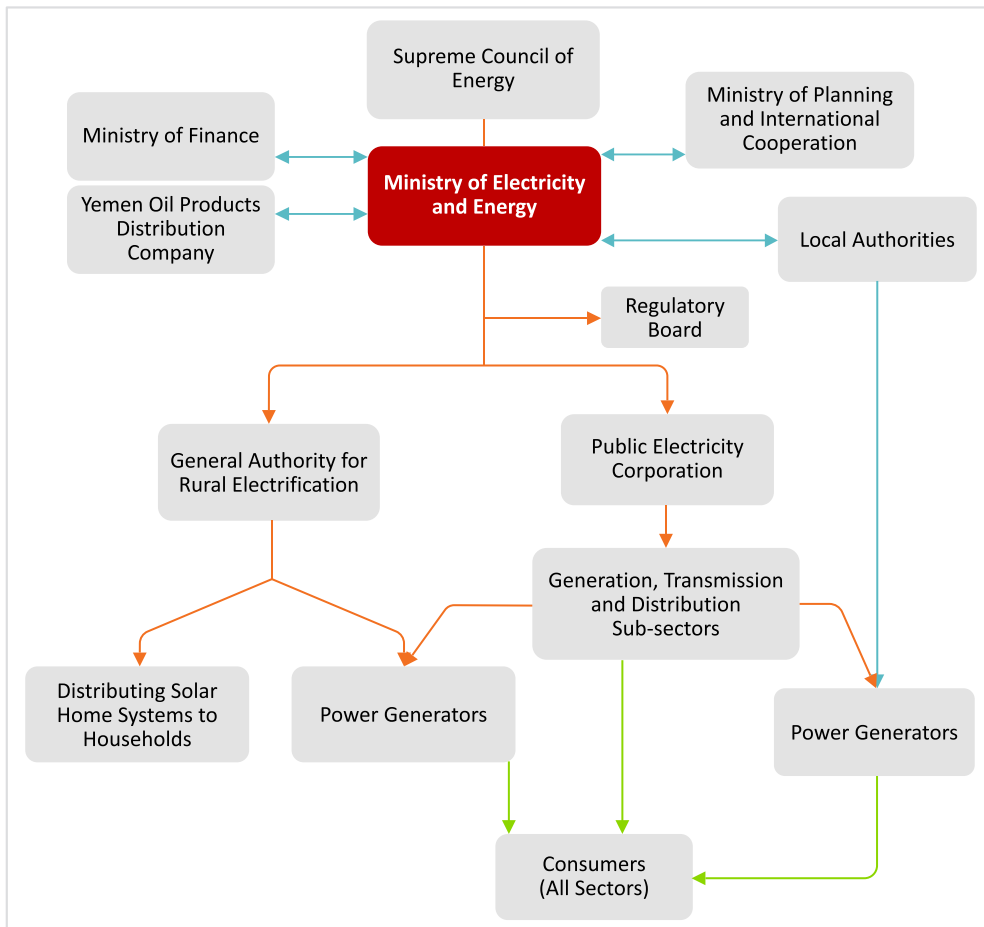 Supreme Council of
Energy
Ministry of Finance
Ministry of Planning
and International
Cooperation
Ministry of Electricity
and Energy
Yemen Oil Products
Distribution
Company
Local Authorities
Regulatory
Board
General Authority for
Rural Electrification
Public Electricity
Corporation
Generation, Transmission
and Distribution
Sub-sectors
Distributing Solar
Home Systems to
Households
Power Generators
Power Generators
Consumers
(All Sectors)